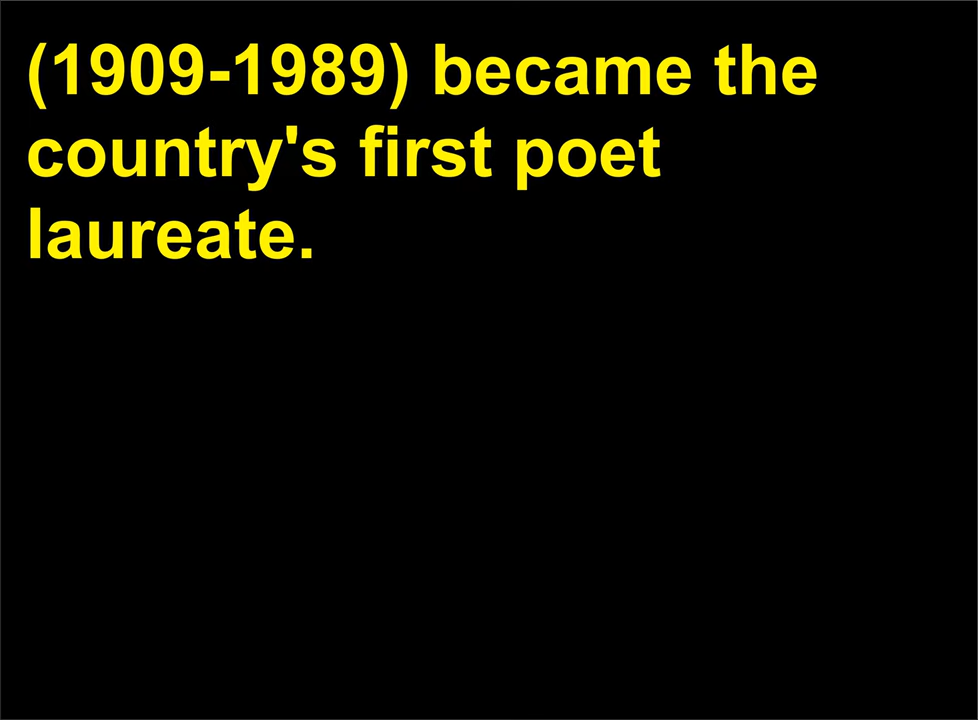 (1909-1989) became the
country's first poet
laureate.